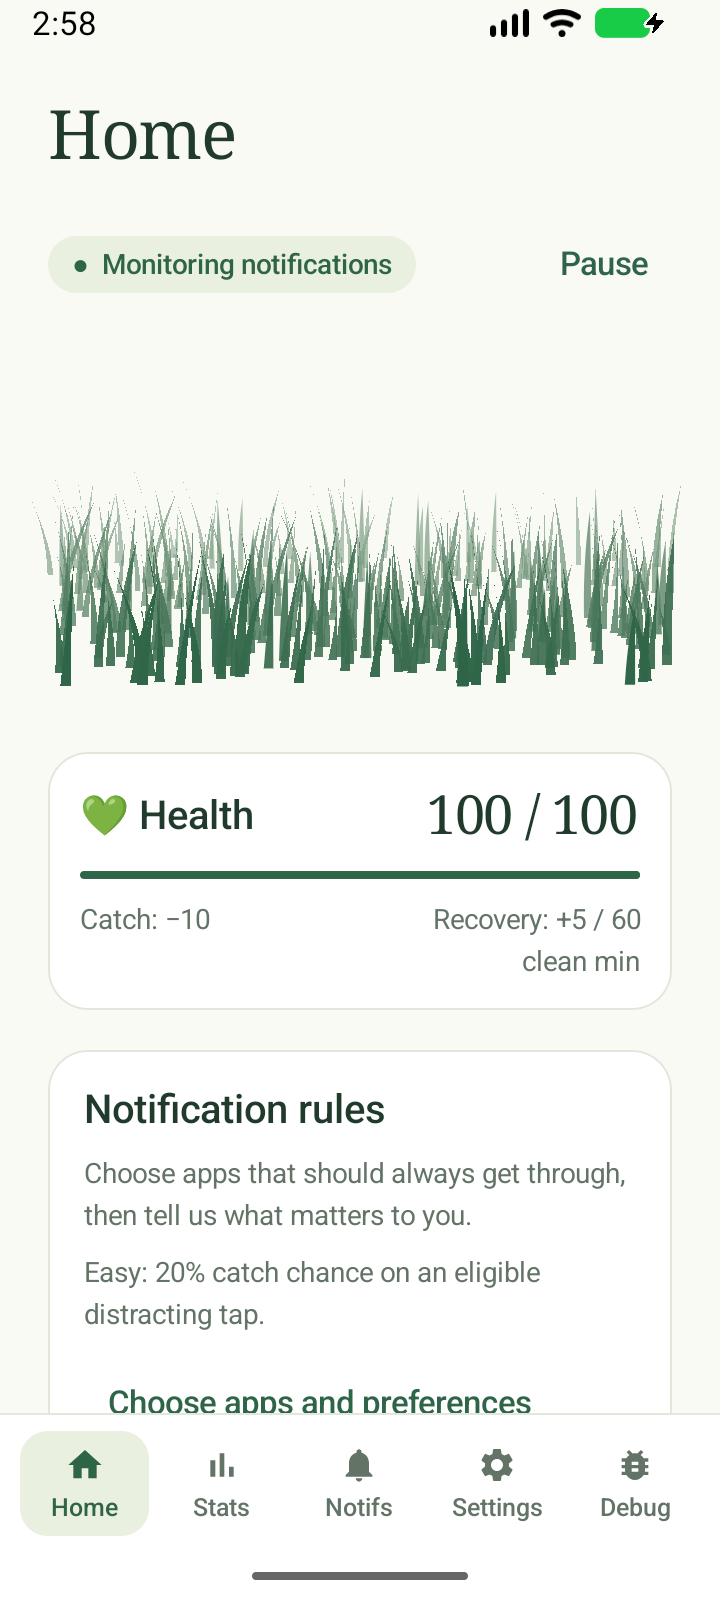 2:58
Home
Monitoring notifications
Pause
Health
100 / 100
Catch: −10
Recovery: +5 / 60
clean min
Notification rules
Choose apps that should always get through,
then tell us what matters to you.
Easy: 20% catch chance on an eligible
distracting tap.
Choose apps and preferences
Home
Stats
Notifs
Settings
Debug